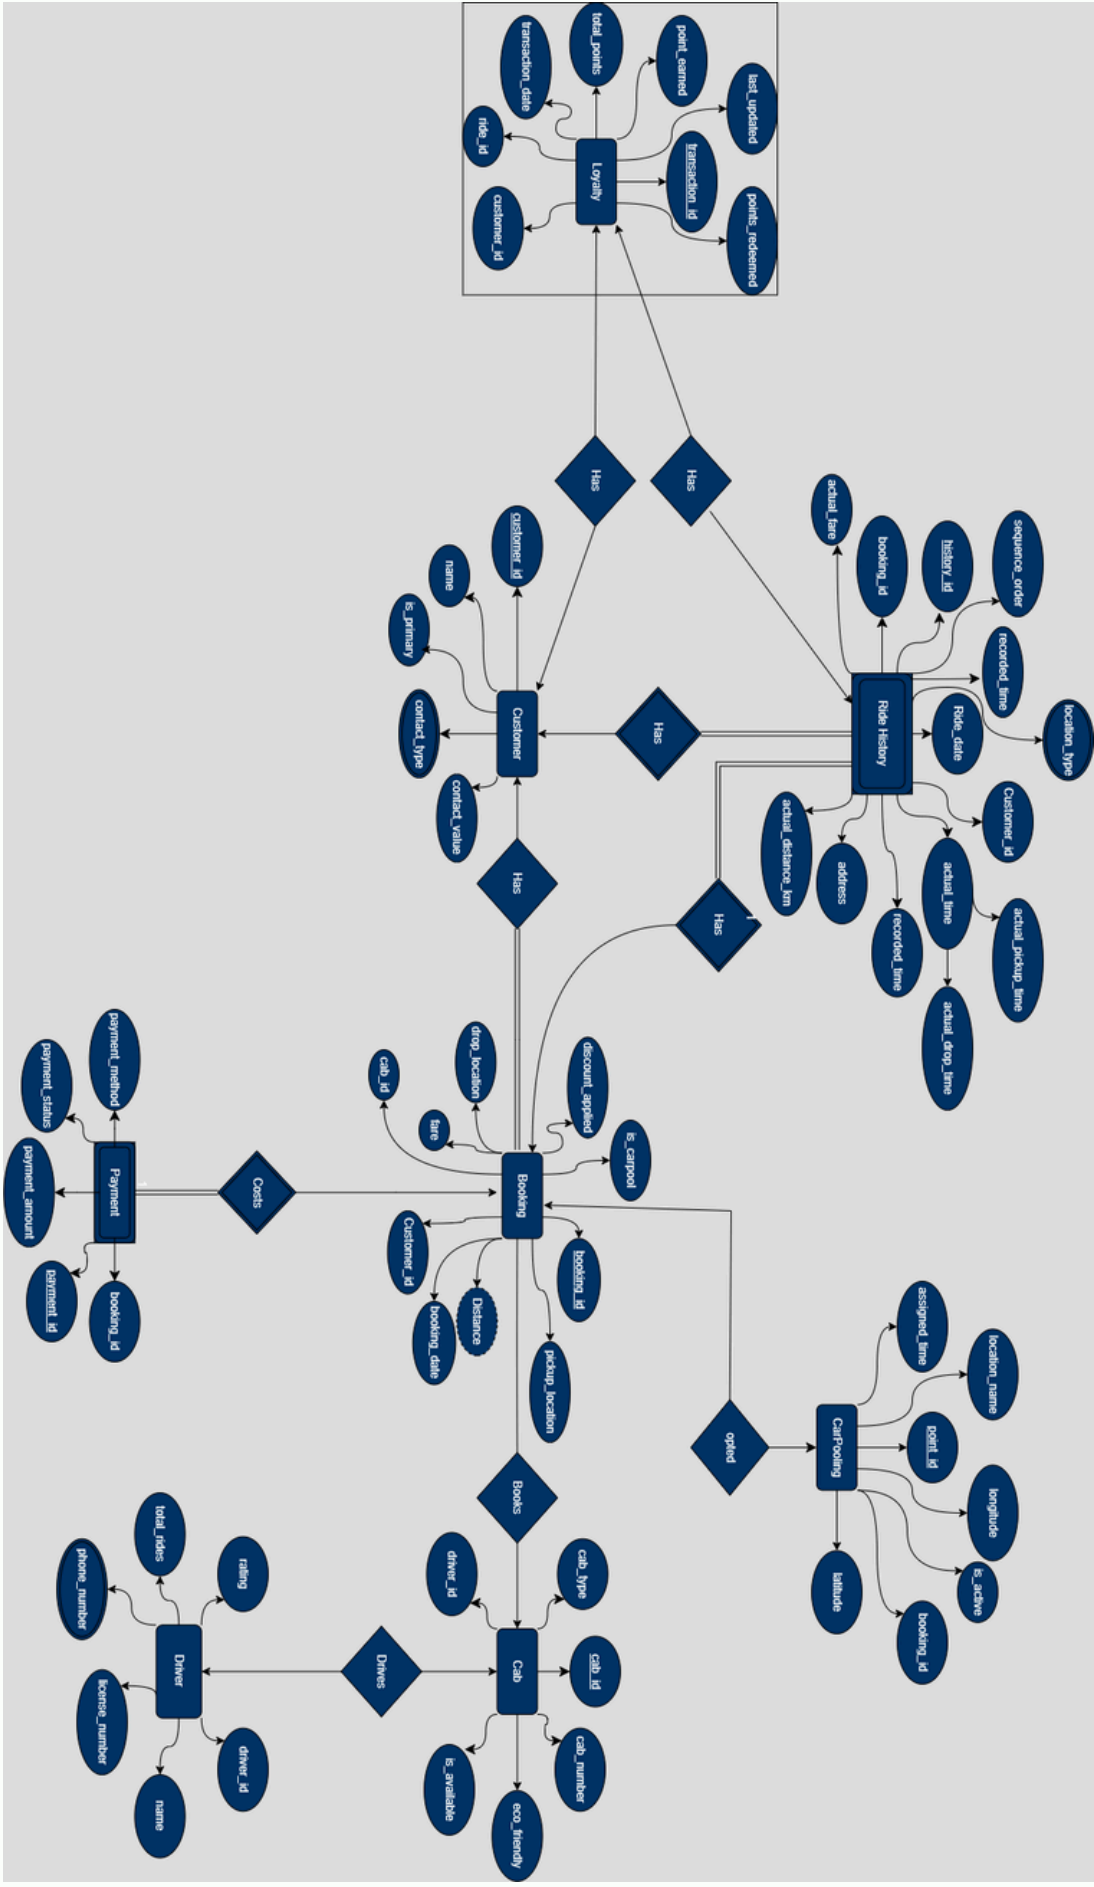 last_updated
points_redeemed
point_earned
transaction_id
total_points
Loyalty
transaction_date
ride_id
customer_id
Has
Has
location_type
sequence_order
recorded_time
Customer_id
actual_pickup_time
history_id
Ride_date
actual_time
actual_drop_time
booking_id
Ride History
recorded_time
actual_fare
address
actual_distance_km
Has
Has
customer_id
name
is_primary
Customer
contact_type
contact_value
Has
location_name
longitude
is_active
assigned_time
point_id
booking_id
CarPooling
latitude
opted
is_carpool
discount_applied
booking_id
pickup_location
drop_location
Booking
cab_id
fare
Distance
Customer_id
booking_date
Books
cab_type
cab_id
cab_number
Cab
eco_friendly
driver_id
is_available
Drives
Costs
payment_method
Payment
booking_id
payment_status
payment_id
payment_amount
rating
driver_id
total_rides
Driver
name
phone_number
license_number